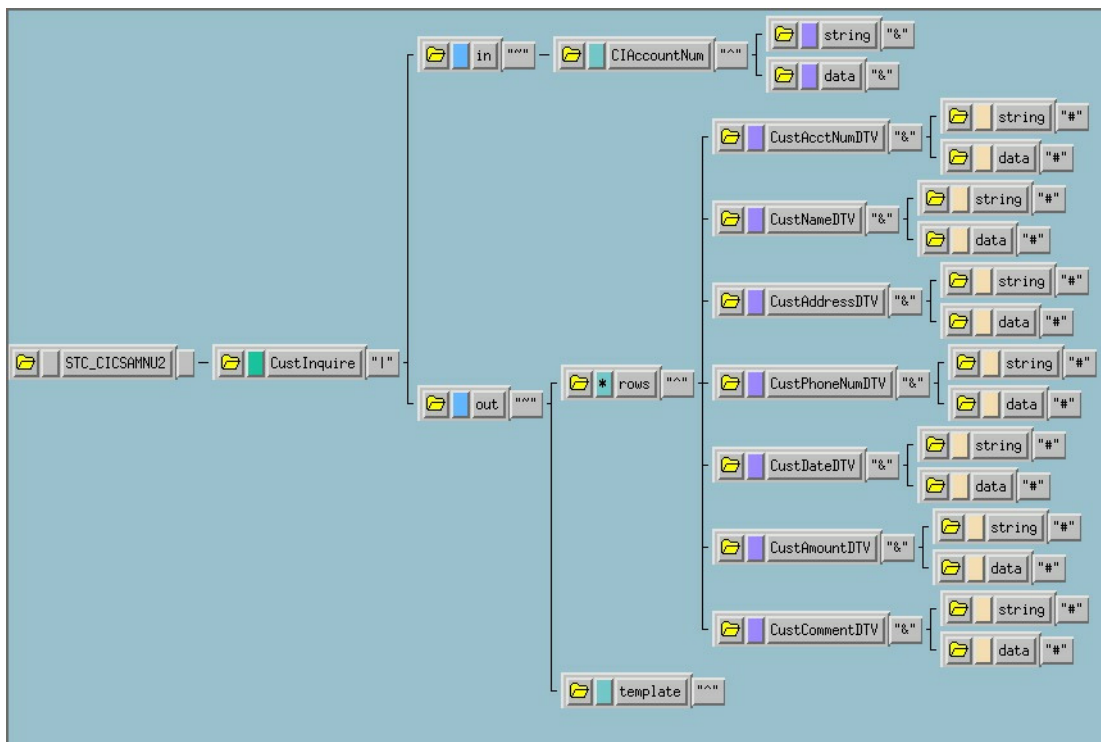 in "~" CIAccountNum "^" string "&"
data "&"
string "#"
CustAcctNumDTV "&"
data "#"
string "#"
CustNameDTV "&"
data "#"
string "#"
CustAddressDTV "&"
data "#"
STC_CICSAMNU2 CustInquire "|"
string "#"
* rows "^" CustPhoneNumDTV "&"
out "~"
data "#"
string "#"
CustDateDTV "&"
data "#"
string "#"
CustAmountDTV "&"
data "#"
string "#"
CustCommentDTV "&"
data "#"
template "^"